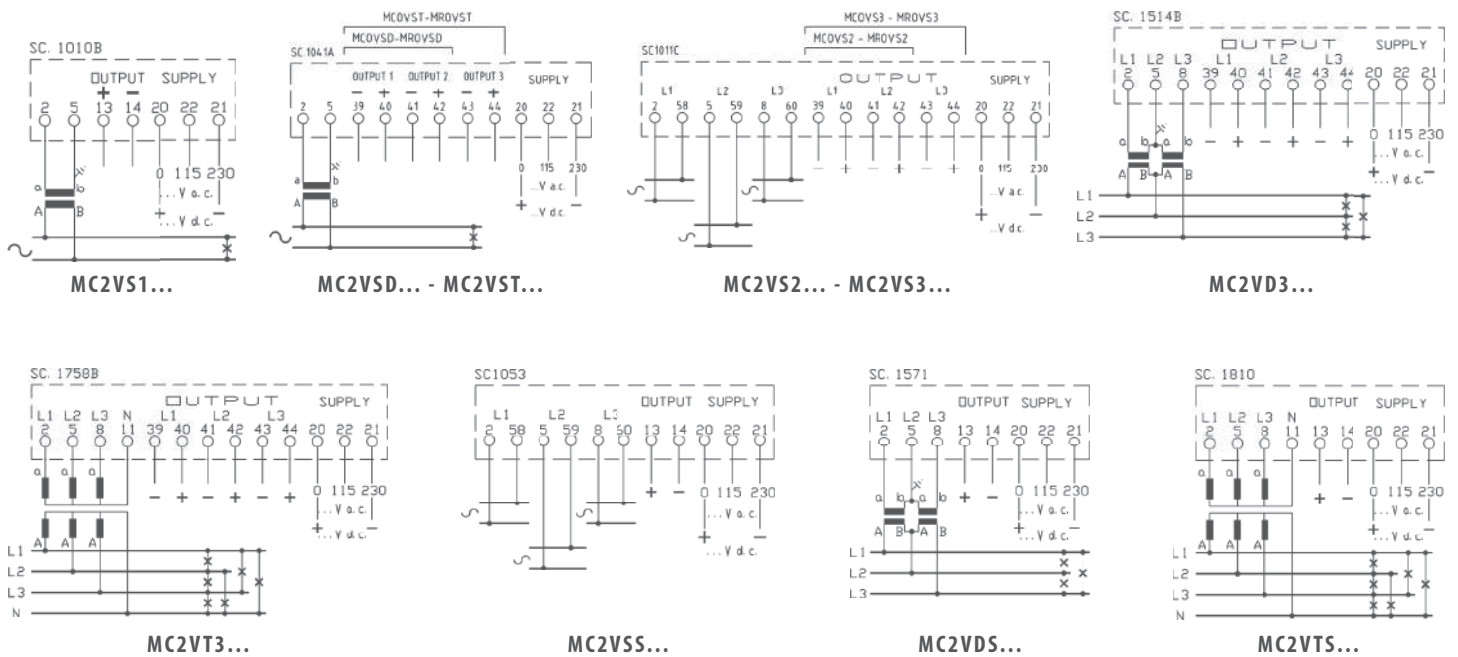 SC. 1010B
OUTPUT SUPPLY
+ −
2 5 13 14 20 22 21
a b
0 115 230
...V a.c.
A B
+ −
...V d.c.
MC2VS1...
MC0VST-MR0VST
MC0VSD-MR0VSD
SC.1041A
OUTPUT 1 OUTPUT 2 OUTPUT 3 SUPPLY
− + − + − +
2 5 39 40 41 42 43 44 20 22 21
0 115 230
a b
...V a.c.
A B
+ −
...V d.c.
MC2VSD... - MC2VST...
MC0VS3 - MR0VS3
MC0VS2 - MR0VS2
SC1011C
OUTPUT SUPPLY
L1 L2 L3 L1 L2 L3
2 58 5 59 8 60 39 40 41 42 43 44 20 22 21
− + − + − + 0 115 230
...V a.c.
+ −
...V d.c.
MC2VS2... - MC2VS3...
SC. 1514B
OUTPUT SUPPLY
L1 L2 L3 L1 L2 L3
2 5 8 39 40 41 42 43 44 20 22 21
a b a b − + − + − + 0 115 230
...V a.c.
A B A B + −
...V d.c.
L1
L2
L3
MC2VD3...
SC. 1758B
OUTPUT SUPPLY
L1 L2 L3 N L1 L2 L3
2 5 8 11 39 40 41 42 43 44 20 22 21
a a a
− + − + − + 0 115 230
...V a.c.
A A A + −
...V d.c.
L1
L2
L3
N
MC2VT3...
SC1053
OUTPUT SUPPLY
L1 L2 L3
2 58 5 59 8 60 13 14 20 22 21
+ − 0 115 230
...V a.c.
+ −
...V d.c.
MC2VSS...
SC. 1571
OUTPUT SUPPLY
L1 L2 L3
2 5 8 13 14 20 22 21
a b a b + − 0 115 230
...V a.c.
A B A B + −
...V d.c.
L1
L2
L3
MC2VDS...
SC. 1810
OUTPUT SUPPLY
L1 L2 L3 N
2 5 8 11 13 14 20 22 21
a a a
+ − 0 115 230
...V a.c.
A A A + −
...V d.c.
L1
L2
L3
N
MC2VTS...